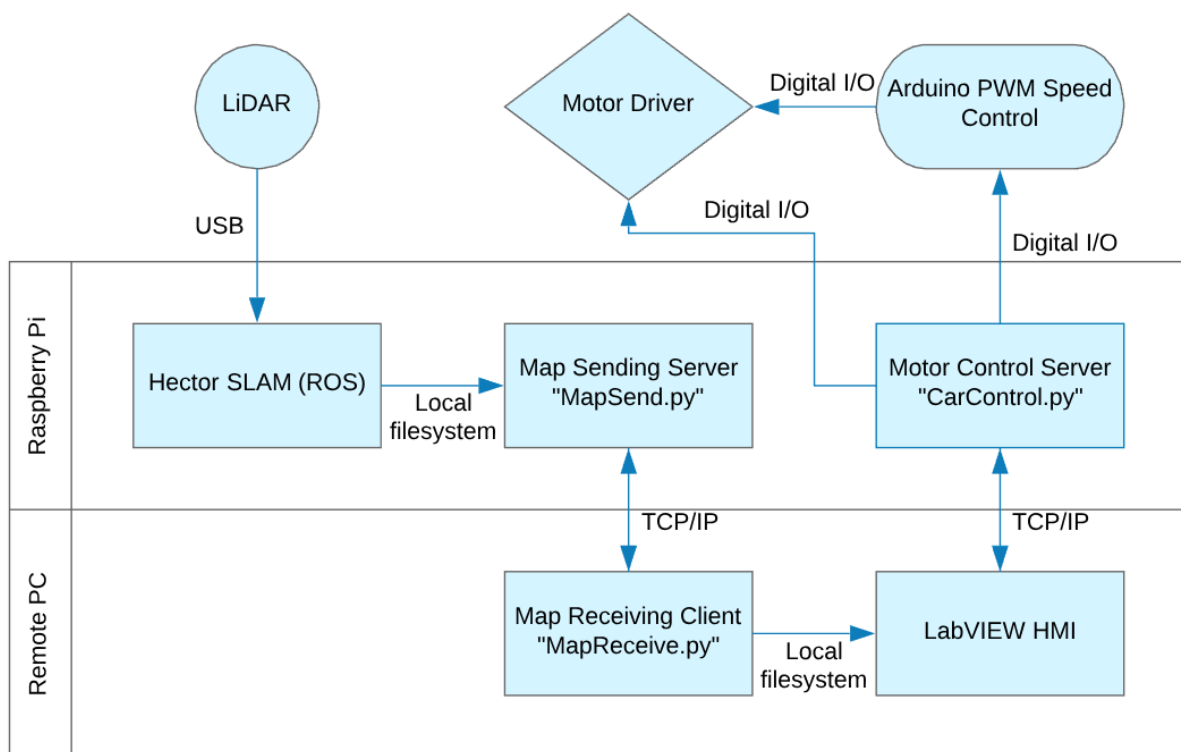 LiDAR
Motor Driver
Digital I/O
Arduino PWM Speed
Control
USB
Digital I/O
Digital I/O
Raspberry Pi
Hector SLAM (ROS)
Local
filesystem
Map Sending Server
"MapSend.py"
Motor Control Server
"CarControl.py"
TCP/IP
TCP/IP
Remote PC
Map Receiving Client
"MapReceive.py"
Local
filesystem
LabVIEW HMI